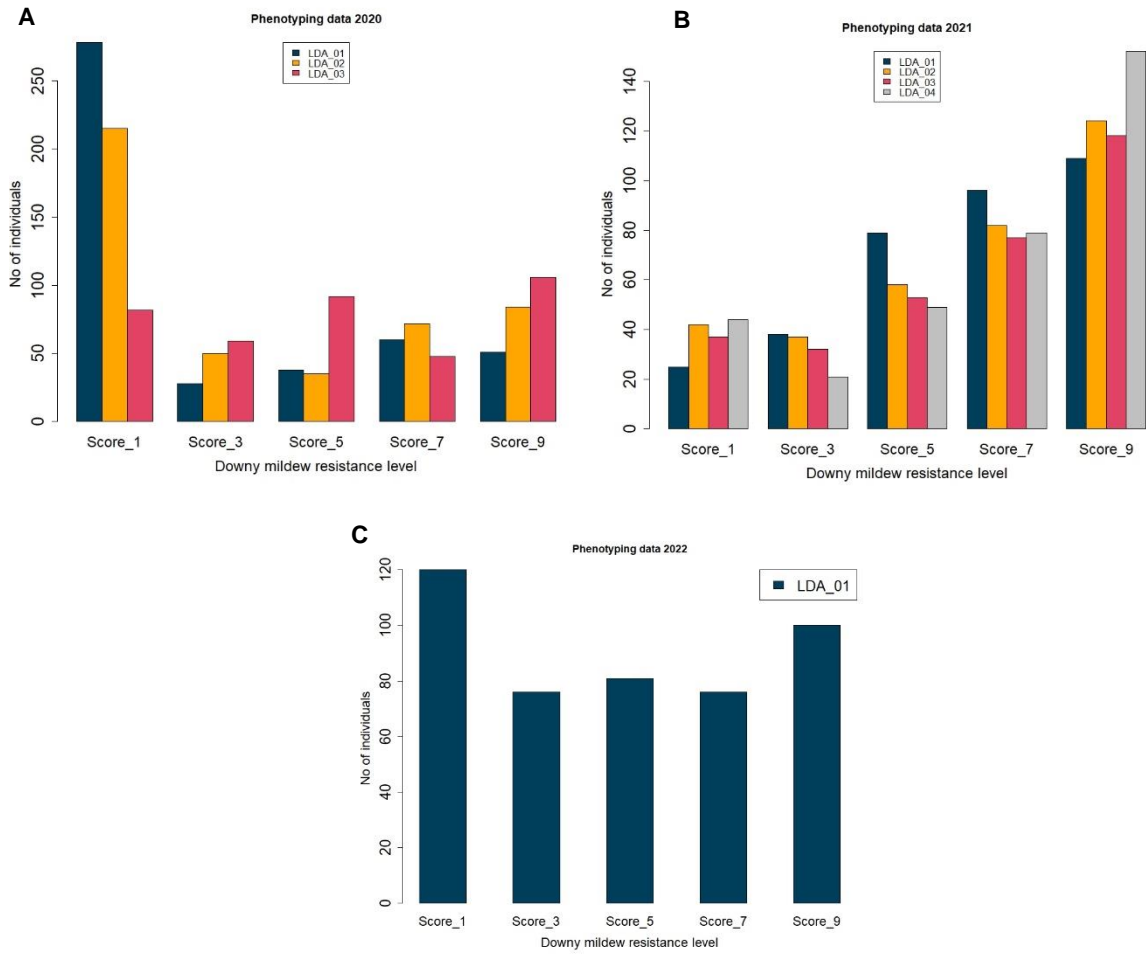 A
Phenotyping data 2020
LDA_01
LDA_02
LDA_03
No of individuals
250
200
150
100
50
0
Score_1 Score_3 Score_5 Score_7 Score_9
Downy mildew resistance level
B
Phenotyping data 2021
LDA_01
LDA_02
LDA_03
LDA_04
No of individuals
140
120
100
80
60
40
20
0
Score_1 Score_3 Score_5 Score_7 Score_9
Downy mildew resistance level
C
Phenotyping data 2022
LDA_01
No of individuals
120
100
80
60
40
20
0
Score_1 Score_3 Score_5 Score_7 Score_9
Downy mildew resistance level